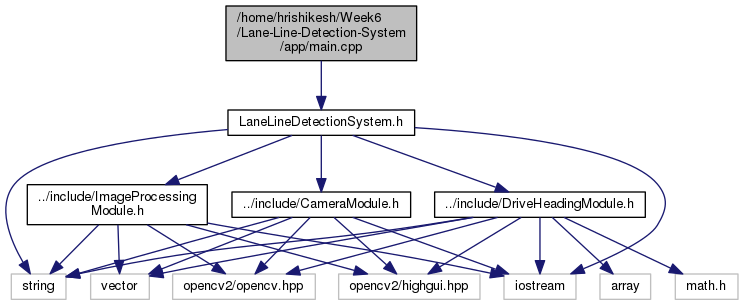 /home/hrishikesh/Week6
/Lane-Line-Detection-System
/app/main.cpp
LaneLineDetectionSystem.h
../include/ImageProcessing
Module.h
../include/CameraModule.h
../include/DriveHeadingModule.h
string
vector
opencv2/opencv.hpp
opencv2/highgui.hpp
iostream
array
math.h